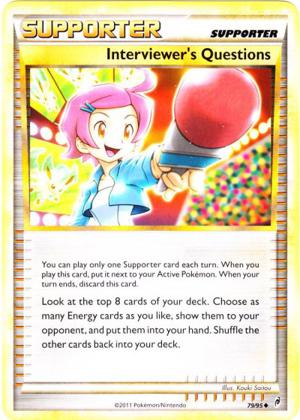 SUPPORTER
SUPPORTER
Interviewer's Questions
You can play only one Supporter card each turn. When you
play this card, put it next to your Active Pokémon. When your
turn ends, discard this card.
Look at the top 8 cards of your deck. Choose
as many Energy cards as you like, show them to
your opponent, and put them into your hand. Shuffle
the other cards back into your deck.
Illus. Kouki Saitou
©2011 Pokémon/Nintendo
79/95